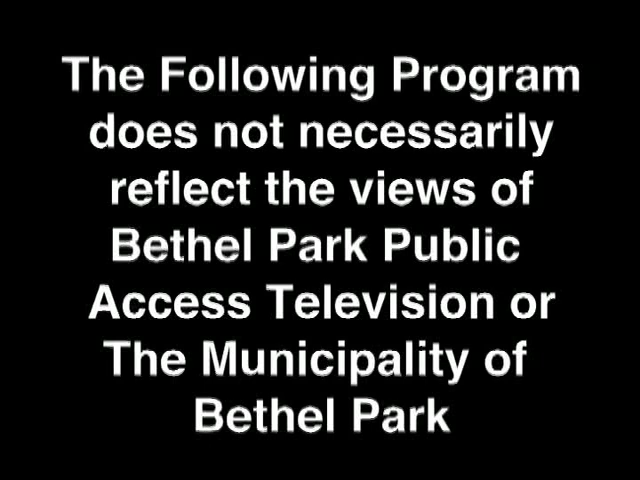 The Following Program
does not necessarily
reflect the views of
Bethel Park Public
Access Television or
The Municipality of
Bethel Park